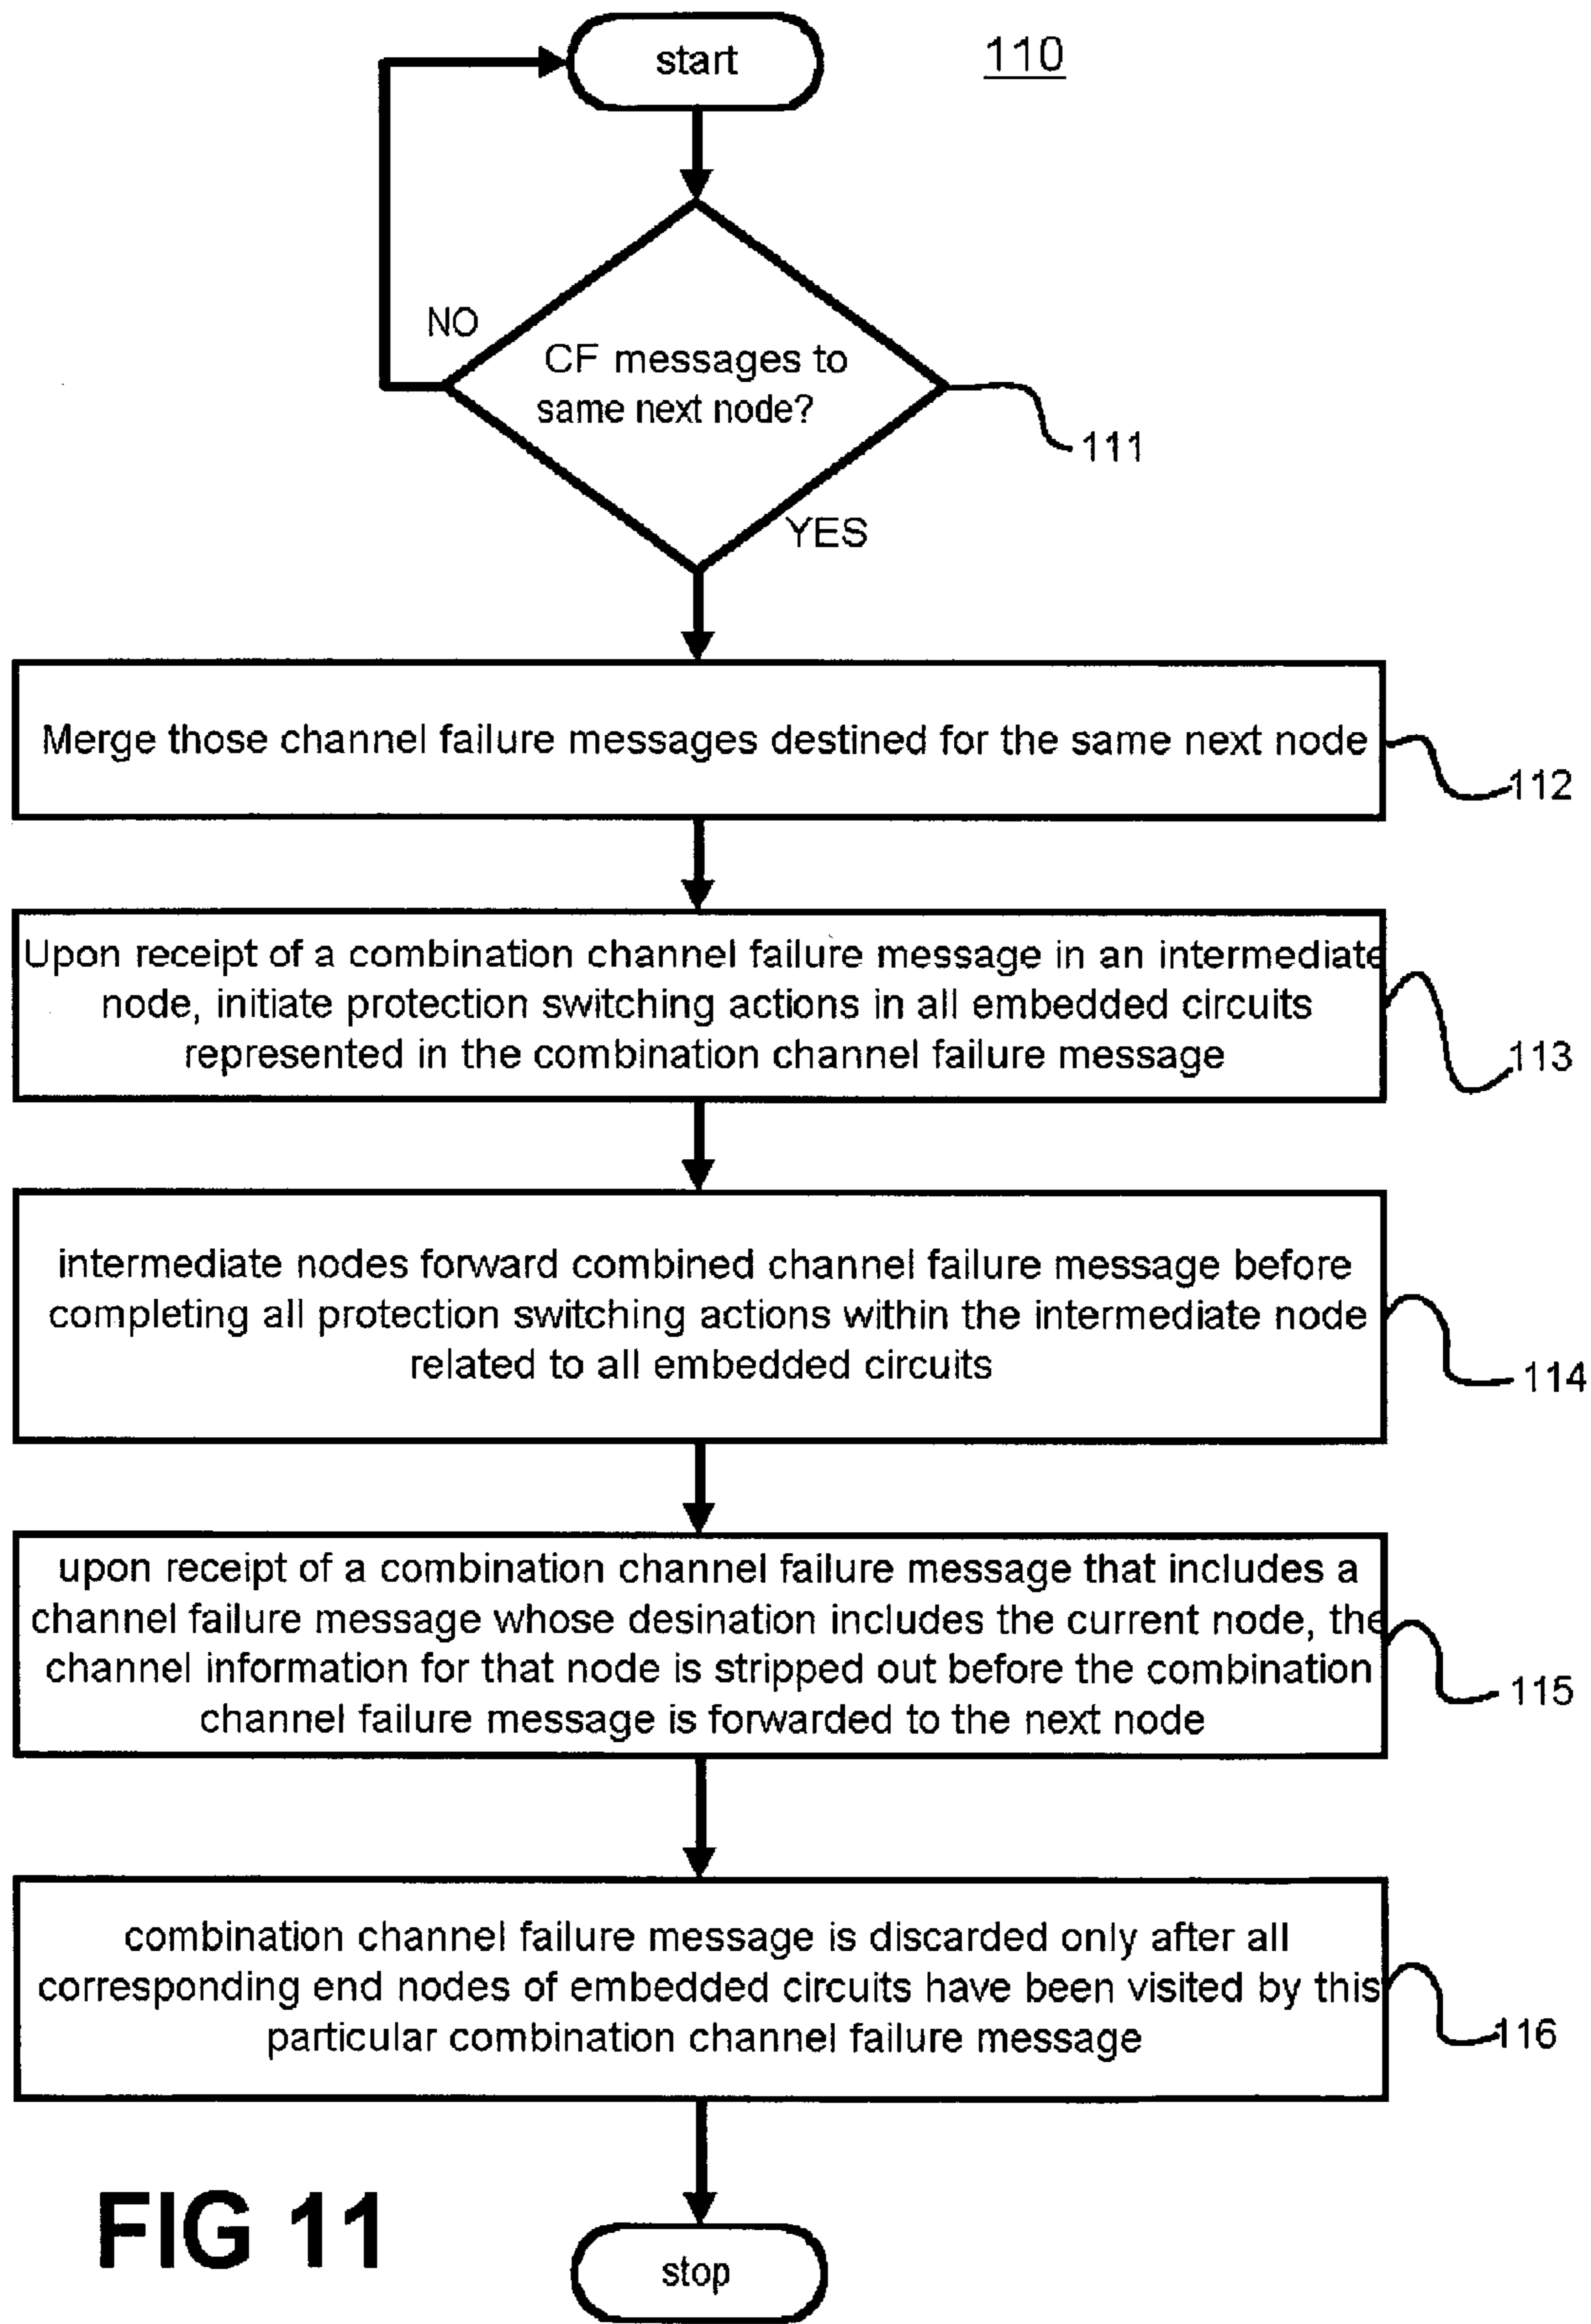 start
110
NO
CF messages to
same next node?
111
YES
Merge those channel failure messages destined for the same next node
112
Upon receipt of a combination channel failure message in an intermediate
node, initiate protection switching actions in all embedded circuits
represented in the combination channel failure message
113
intermediate nodes forward combined channel failure message before
completing all protection switching actions within the intermediate node
related to all embedded circuits
114
upon receipt of a combination channel failure message that includes a
channel failure message whose desination includes the current node, the
channel information for that node is stripped out before the combination
channel failure message is forwarded to the next node
115
combination channel failure message is discarded only after all
corresponding end nodes of embedded circuits have been visited by this
particular combination channel failure message
116
FIG 11
stop